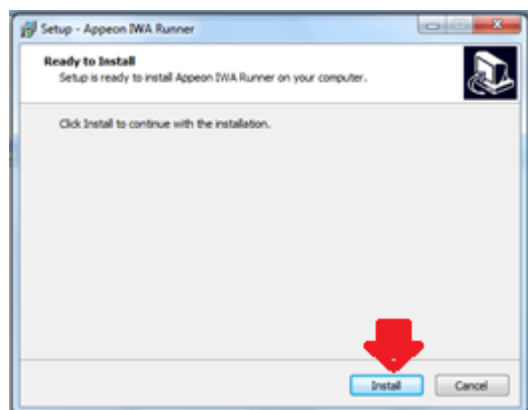 Setup - Appeon IWA Runner
Ready to Install
Setup is ready to install Appeon IWA Runner on your computer.
Click Install to continue with the installation.
Install
Cancel